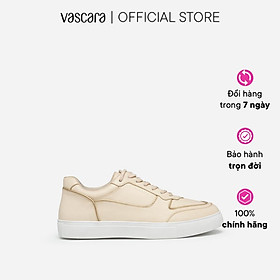 vascara | OFFICIAL STORE
Đổi hàng
trong 7 ngày
Bảo hành
trọn đời
100%
chính hãng